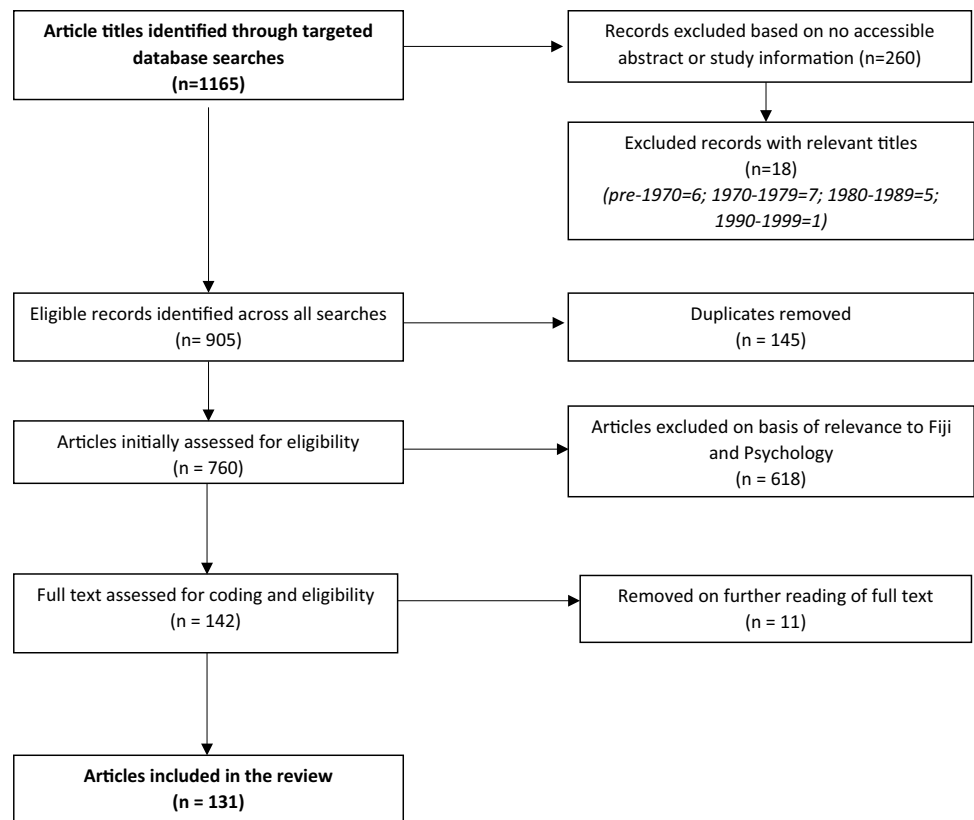 Article titles identified through targeted
database searches
(n=1165)
Records excluded based on no accessible
abstract or study information (n=260)
Excluded records with relevant titles
(n=18)
(pre-1970=6; 1970-1979=7; 1980-1989=5;
1990-1999=1)
Eligible records identified across all searches
(n= 905)
Duplicates removed
(n = 145)
Articles initially assessed for eligibility
(n = 760)
Articles excluded on basis of relevance to Fiji
and Psychology
(n = 618)
Full text assessed for coding and eligibility
(n = 142)
Removed on further reading of full text
(n = 11)
Articles included in the review
(n = 131)